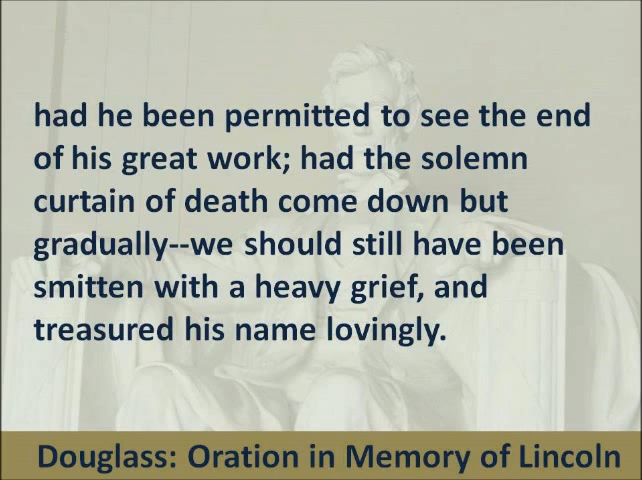 had he been permitted to see the end
of his great work; had the solemn
curtain of death come down but
gradually--we should still have been
smitten with a heavy grief, and
treasured his name lovingly.
Douglass: Oration in Memory of Lincoln